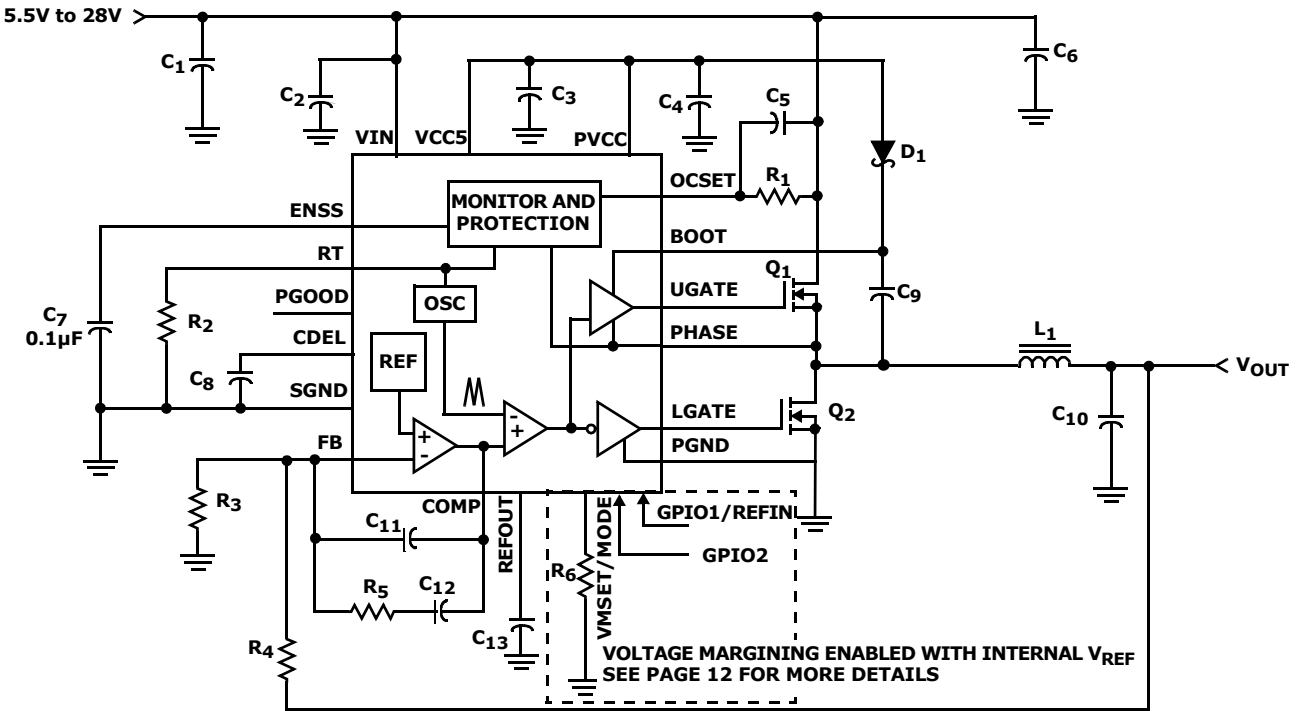 5.5V to 28V
C1
C2
C3
C4
C5
C6
VIN
VCC5
PVCC
D1
OCSET
R1
MONITOR AND
PROTECTION
ENSS
BOOT
RT
Q1
C9
PGOOD
OSC
UGATE
C7
0.1µF
R2
CDEL
REF
PHASE
L1
VOUT
C8
SGND
LGATE
Q2
C10
FB
+
-
-
+
PGND
R3
COMP
REFOUT
VMSET/MODE
GPIO1/REFIN
C11
GPIO2
R5
C12
R6
C13
R4
VOLTAGE MARGINING ENABLED WITH INTERNAL VREF
SEE PAGE 12 FOR MORE DETAILS